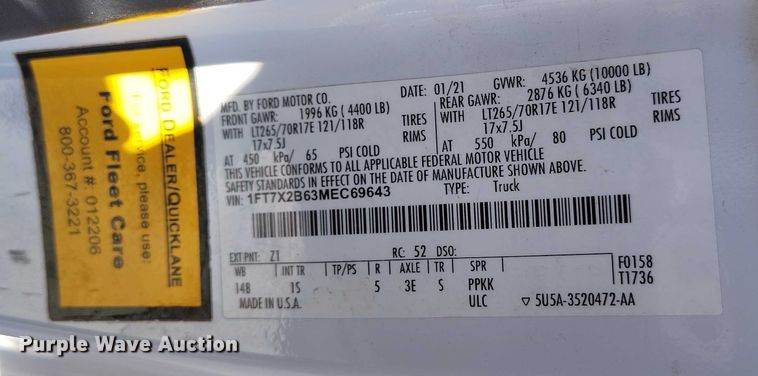 FORD DEALER/QUICKLANE
For service, please use:
Ford Fleet Care
Account # 012206
800-367-3221
MFD. BY FORD MOTOR CO.
DATE: 01/21 GVWR: 4536 KG (10000 LB)
FRONT GAWR: 1996 KG ( 4400 LB)
REAR GAWR: 2876 KG ( 6340 LB)
WITH LT265/70R17E 121/118R TIRES
WITH LT265/70R17E 121/118R TIRES
17x7.5J RIMS
17x7.5J RIMS
AT 450 kPa/ 65 PSI COLD
AT 550 kPa/ 80 PSI COLD
THIS VEHICLE CONFORMS TO ALL APPLICABLE FEDERAL MOTOR VEHICLE
SAFETY STANDARDS IN EFFECT ON THE DATE OF MANUFACTURE SHOWN ABOVE.
VIN: 1FT7X2B63MEC69643 TYPE: Truck
EXT PNT: Z1 RC: 52 DSO:
WB INT TR TP/PS R AXLE TR SPR
148 1S 5 3E S PPKK
F0158
T1736
MADE IN U.S.A. ULC ▽ 5U5A-3520472-AA
Purple Wave Auction